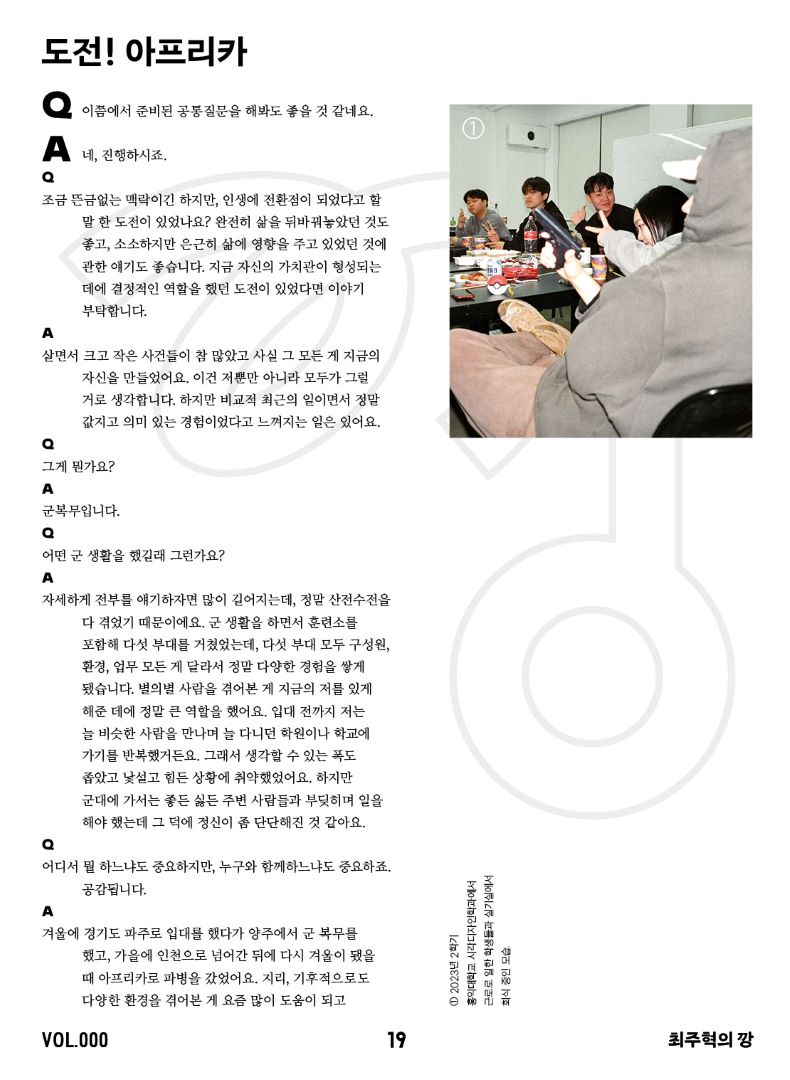 도전! 아프리카
Q 이쯤에서 준비된 공통질문을 해봐도 좋을 것 같네요.
A 네, 진행하시죠.
Q
조금 뜬금없는 맥락이긴 하지만, 인생에 전환점이 되었다고 할
말 한 도전이 있었나요? 완전히 삶을 뒤바꿔놓았던 것도
좋고, 소소하지만 은근히 삶에 영향을 주고 있었던 것에
관한 얘기도 좋습니다. 지금 자신의 가치관이 형성되는
데에 결정적인 역할을 했던 도전이 있었다면 이야기
부탁합니다.
A
살면서 크고 작은 사건들이 참 많았고 사실 그 모든 게 지금의
자신을 만들었어요. 이건 저뿐만 아니라 모두가 그럴
거로 생각합니다. 하지만 비교적 최근의 일이면서 정말
값지고 의미 있는 경험이었다고 느껴지는 일은 있어요.
Q
그게 뭔가요?
A
군복무입니다.
Q
어떤 군 생활을 했길래 그런가요?
A
자세하게 전부를 얘기하자면 많이 길어지는데, 정말 산전수전을
다 겪었기 때문이에요. 군 생활을 하면서 훈련소를
포함해 다섯 부대를 거쳤었는데, 다섯 부대 모두 구성원,
환경, 업무 모든 게 달라서 정말 다양한 경험을 쌓게
됐습니다. 별의별 사람을 겪어본 게 지금의 저를 있게
해준 데에 정말 큰 역할을 했어요. 입대 전까지 저는
늘 비슷한 사람을 만나며 늘 다니던 학원이나 학교에
가기를 반복했거든요. 그래서 생각할 수 있는 폭도
좁았고 낯설고 힘든 상황에 취약했었어요. 하지만
군대에 가서는 좋든 싫든 주변 사람들과 부딪히며 일을
해야 했는데 그 덕에 정신이 좀 단단해진 것 같아요.
Q
어디서 뭘 하느냐도 중요하지만, 누구와 함께하느냐도 중요하죠.
공감됩니다.
A
겨울에 경기도 파주로 입대를 했다가 양주에서 군 복무를
했고, 가을에 인천으로 넘어간 뒤에 다시 겨울이 됐을
때 아프리카로 파병을 갔었어요. 지리, 기후적으로도
다양한 환경을 겪어본 게 요즘 많이 도움이 되고
①
① 2023년 2학기
홍익대학교 시각디자인학과에서
근로로 일한 학생들과 실기실에서
회식 중인 모습.
VOL.000
19
최주혁의 깡